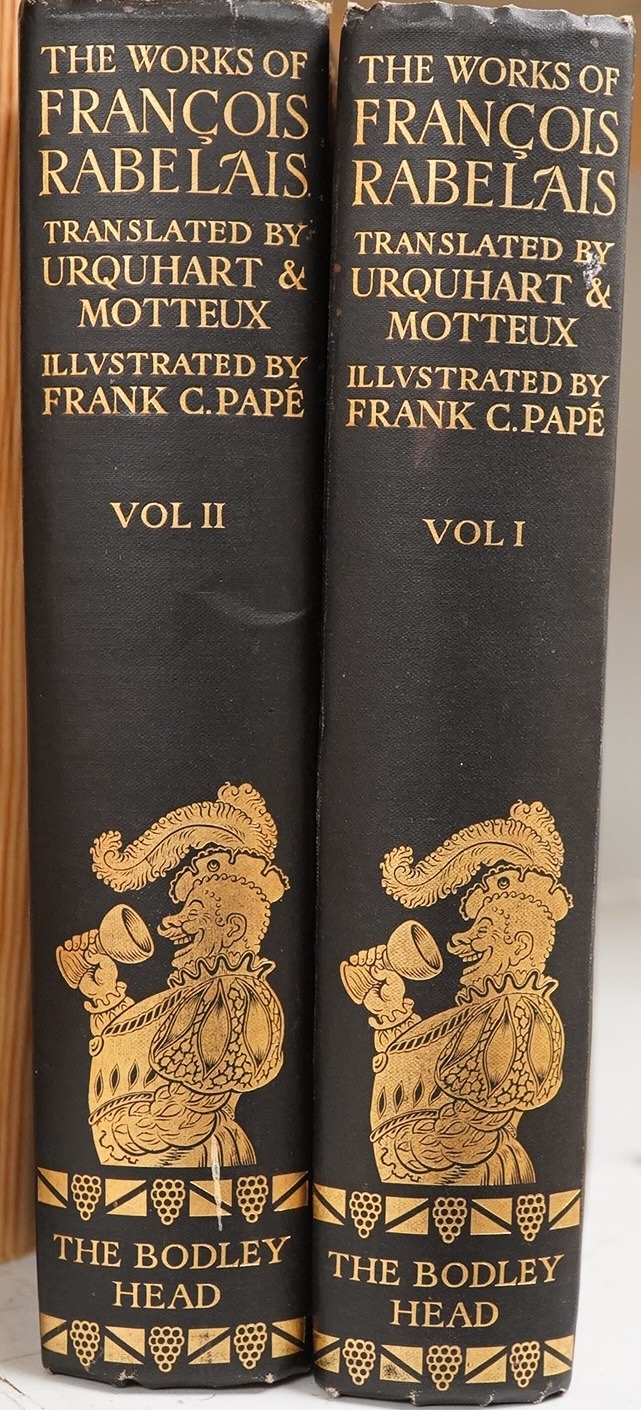 THE WORKS OF
FRANÇOIS
RABELAIS
TRANSLATED BY
URQUHART &
MOTTEUX
ILLVSTRATED BY
FRANK C. PAPÉ
VOL II
THE BODLEY
HEAD
THE WORKS OF
FRANÇOIS
RABELAIS
TRANSLATED BY
URQUHART &
MOTTEUX
ILLVSTRATED BY
FRANK C. PAPÉ
VOL I
THE BODLEY
HEAD